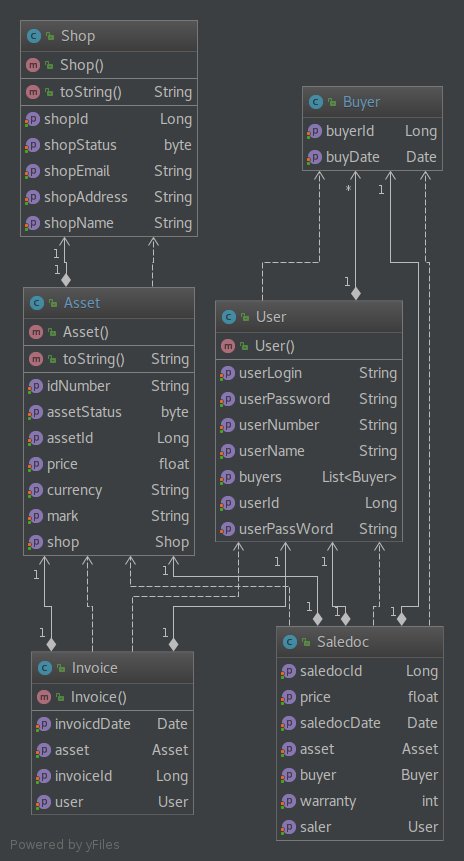 Shop
Shop()
toString() String
shopId Long
shopStatus byte
shopEmail String
shopAddress String
shopName String
Buyer
buyerId Long
buyDate Date
1
1
*
1
1
Asset
Asset()
toString() String
idNumber String
assetStatus byte
assetId Long
price float
currency String
mark String
shop Shop
User
User()
userLogin String
userPassword String
userNumber String
userName String
buyers List<Buyer>
userId Long
userPassWord String
1
1
1
1
1
1
1
1
1
Invoice
Invoice()
invoicdDate Date
asset Asset
invoiceId Long
user User
Saledoc
saledocId Long
price float
saledocDate Date
asset Asset
buyer Buyer
warranty int
saler User
Powered by yFiles